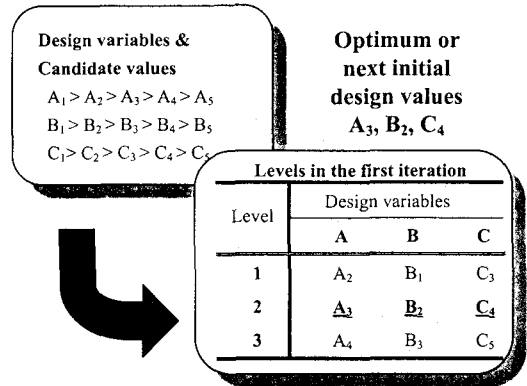 Design variables &
Candidate values
A₁ > A₂ > A₃ > A₄ > A₅
B₁ > B₂ > B₃ > B₄ > B₅
C₁ > C₂ > C₃ > C₄ > C₅
Optimum or
next initial
design values
A₃, B₂, C₄
Levels in the first iteration
Level Design variables
A B C
1 A₂ B₁ C₃
2 A₃ B₂ C₄
3 A₄ B₃ C₅